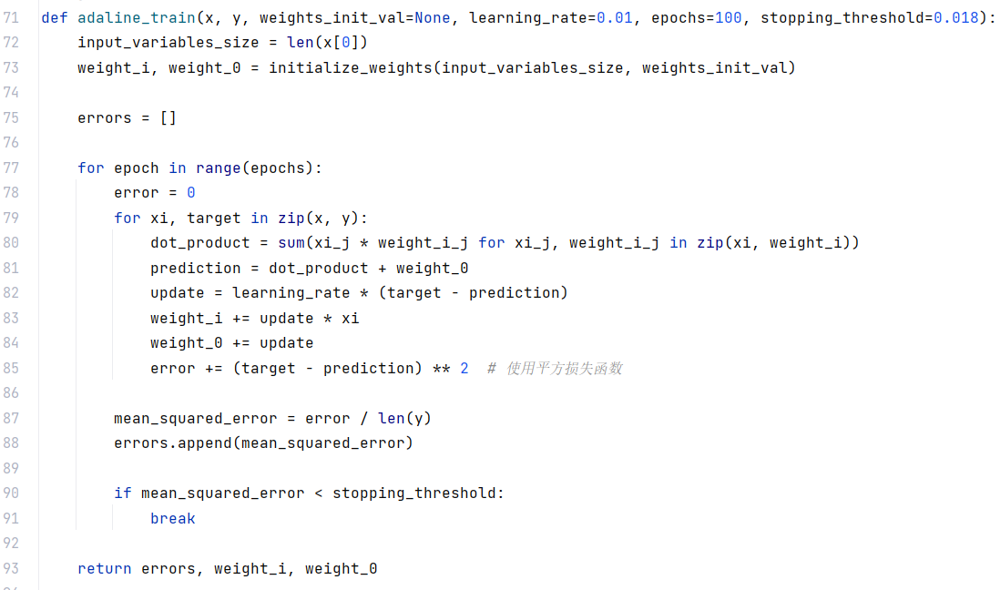 71 def adaline_train(x, y, weights_init_val=None, learning_rate=0.01, epochs=100, stopping_threshold=0.018):
72     input_variables_size = len(x[0])
73     weight_i, weight_0 = initialize_weights(input_variables_size, weights_init_val)
74
75     errors = []
76
77     for epoch in range(epochs):
78         error = 0
79         for xi, target in zip(x, y):
80             dot_product = sum(xi_j * weight_i_j for xi_j, weight_i_j in zip(xi, weight_i))
81             prediction = dot_product + weight_0
82             update = learning_rate * (target - prediction)
83             weight_i += update * xi
84             weight_0 += update
85             error += (target - prediction) ** 2  # 使用平方损失函数
86
87         mean_squared_error = error / len(y)
88         errors.append(mean_squared_error)
89
90         if mean_squared_error < stopping_threshold:
91             break
92
93     return errors, weight_i, weight_0